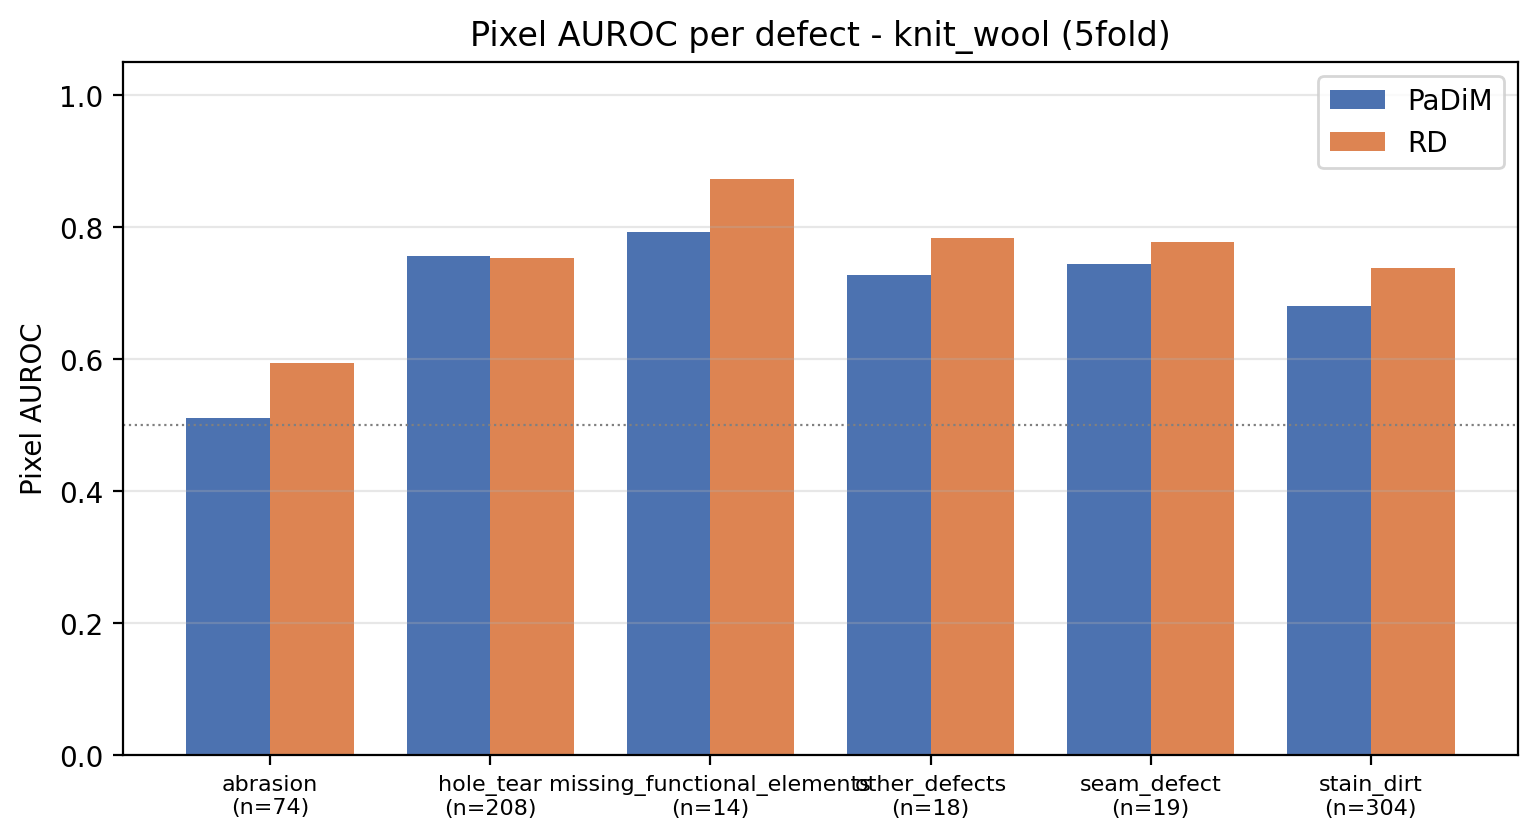 Pixel AUROC per defect - knit_wool (5fold)
PaDiM
RD
Pixel AUROC
1.0
0.8
0.6
0.4
0.2
0.0
abrasion
(n=74)
hole_tear
(n=208)
missing_functional_elements
(n=14)
other_defects
(n=18)
seam_defect
(n=19)
stain_dirt
(n=304)